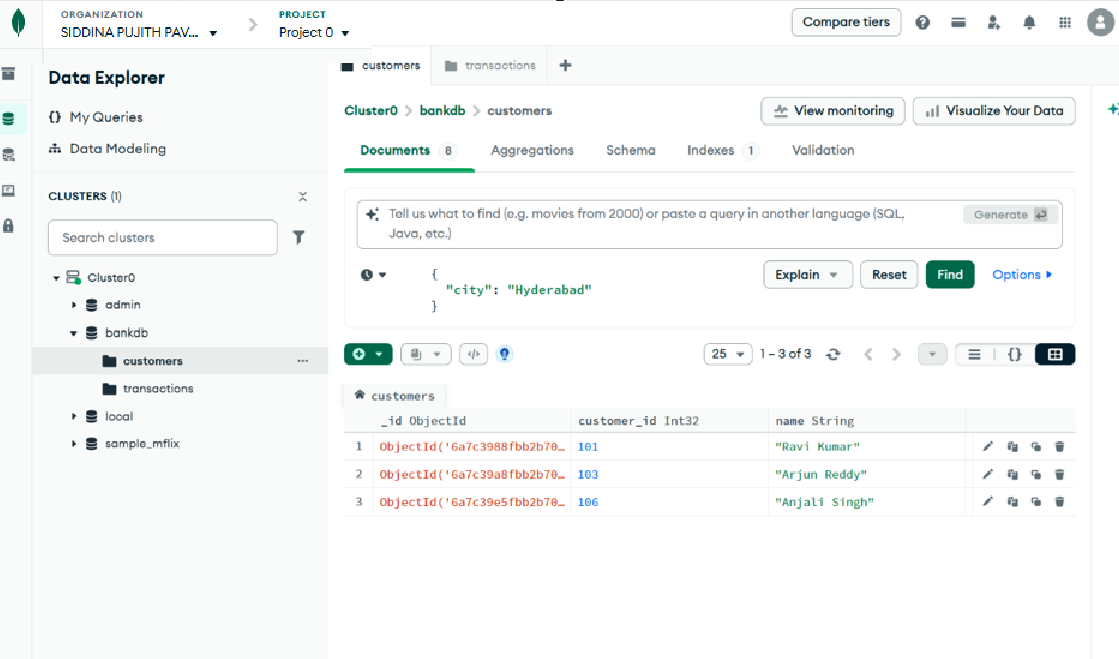 ORGANIZATION
SIDDINA PUJITH PAV...
PROJECT
Project 0
Compare tiers
Data Explorer
My Queries
Data Modeling
CLUSTERS (1)
Search clusters
Cluster0
admin
bankdb
customers
transactions
local
sample_mflix
customers
transactions
Cluster0 > bankdb > customers
View monitoring
Visualize Your Data
Documents 8
Aggregations
Schema
Indexes 1
Validation
Tell us what to find (e.g. movies from 2000) or paste a query in another language (SQL,
Java, etc.)
Generate
{
"city": "Hyderabad"
}
Explain
Reset
Find
Options
25
1 – 3 of 3
customers
_id ObjectId customer_id Int32 name String
1 ObjectId('6a7c3988fbb2b70… 101 "Ravi Kumar"
2 ObjectId('6a7c39a8fbb2b70… 103 "Arjun Reddy"
3 ObjectId('6a7c39e5fbb2b70… 106 "Anjali Singh"